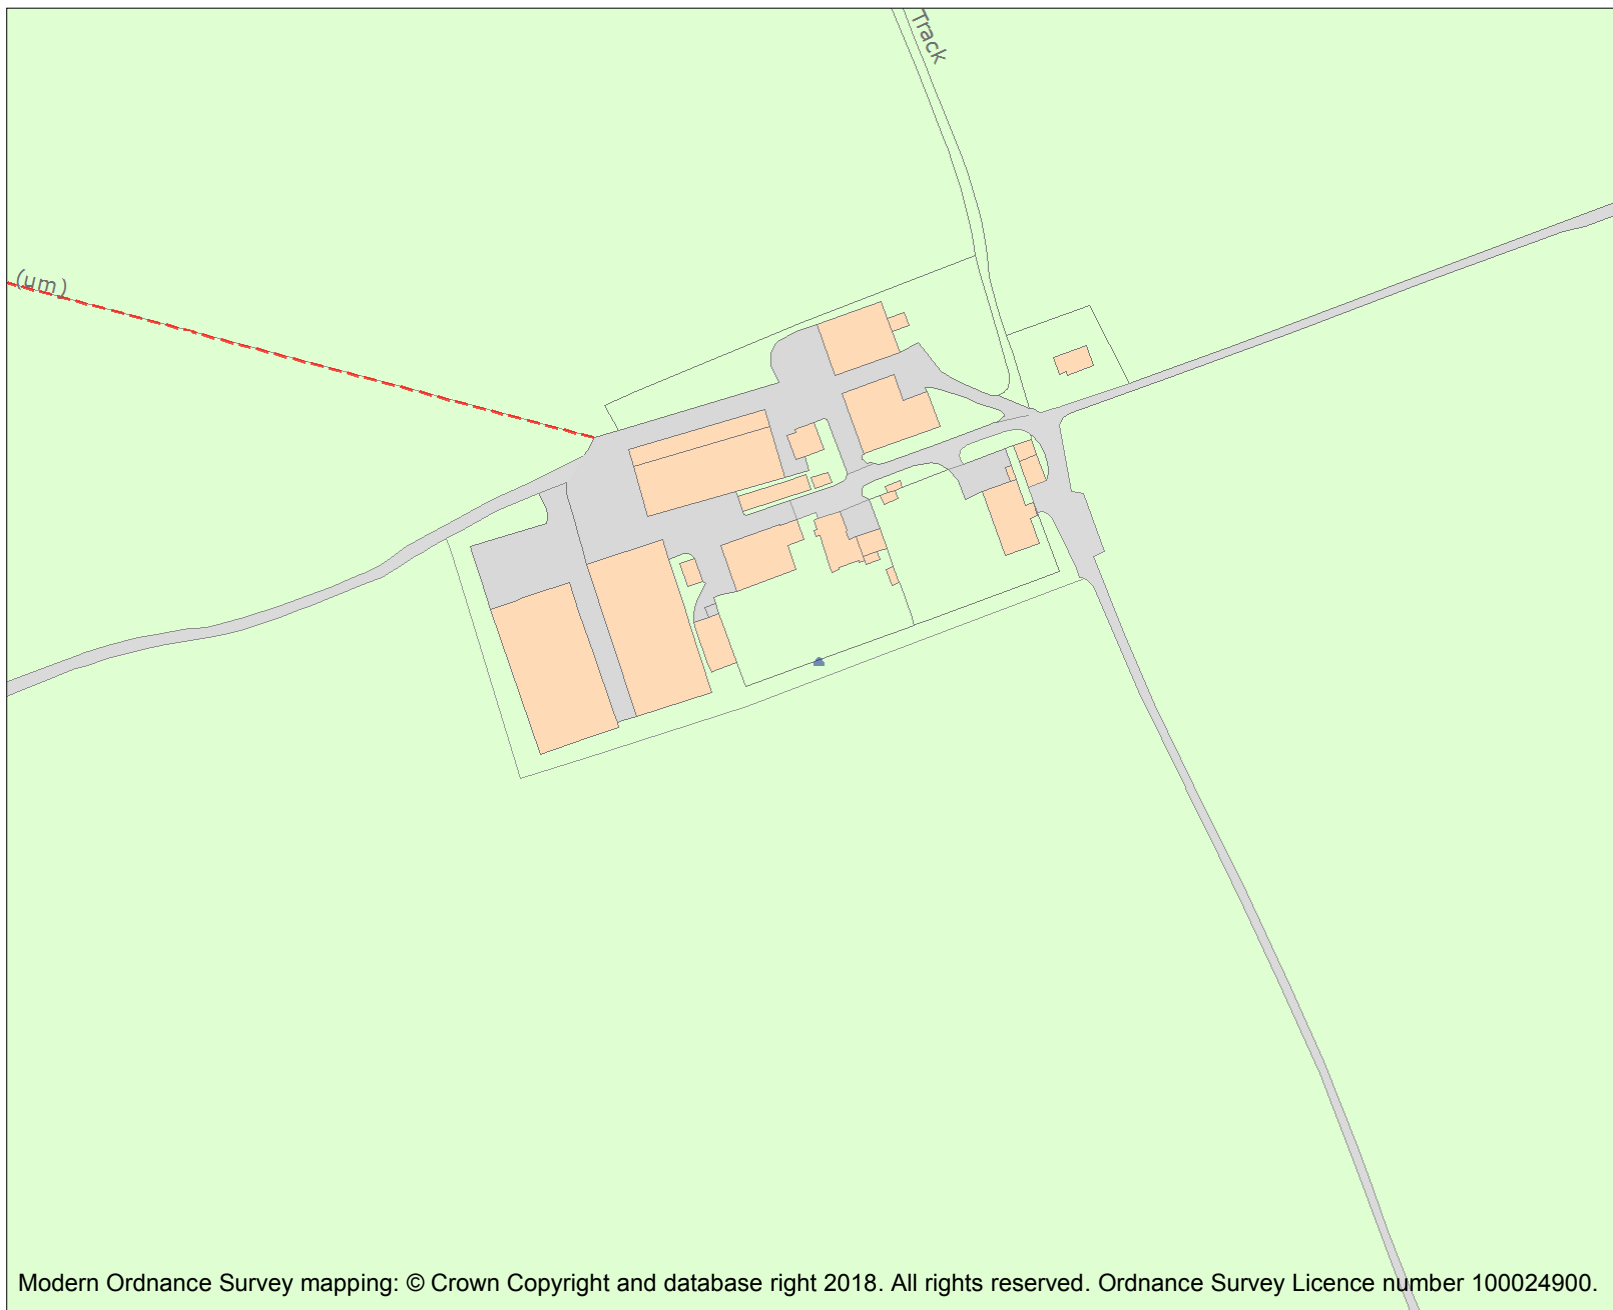 Track
(um)
Modern Ordnance Survey mapping: © Crown Copyright and database right 2018. All rights reserved. Ordnance Survey Licence number 100024900.